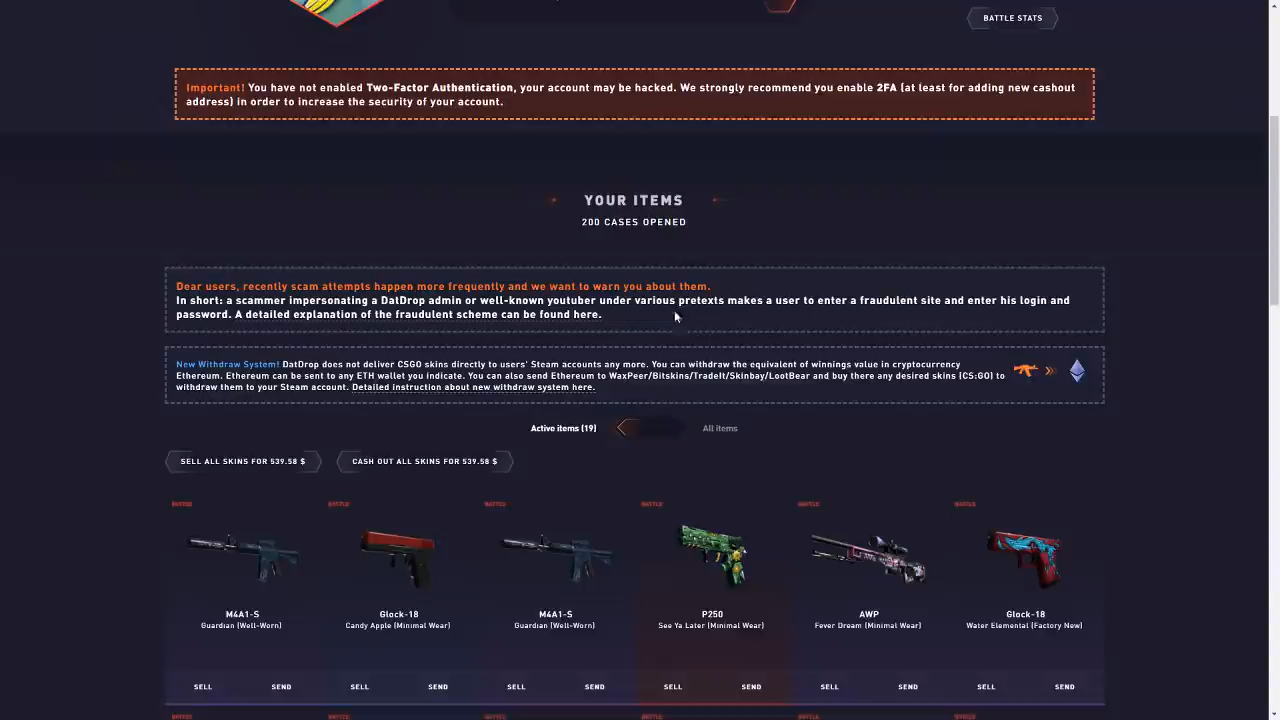 BATTLE STATS
Important! You have not enabled Two-Factor Authentication, your account may be hacked. We strongly recommend you enable 2FA (at least for adding new cashout
address) in order to increase the security of your account.
YOUR ITEMS
200 CASES OPENED
Dear users, recently scam attempts happen more frequently and we want to warn you about them.
In short: a scammer impersonating a DatDrop admin or well-known youtuber under various pretexts makes a user to enter a fraudulent site and enter his login and
password. A detailed explanation of the fraudulent scheme can be found here.
New Withdraw System! DatDrop does not deliver CSGO skins directly to users' Steam accounts any more. You can withdraw the equivalent of winnings value in cryptocurrency
Ethereum. Ethereum can be sent to any ETH wallet you indicate. You can also send Ethereum to WaxPeer/Bitskins/TradeIt/Skinbay/LootBear and buy there any desired skins (CS:GO) to
withdraw them to your Steam account. Detailed instruction about new withdraw system here.
Active items (19) All items
SELL ALL SKINS FOR 539.58 $ CASH OUT ALL SKINS FOR 539.58 $
BATTLE BATTLE BATTLE BATTLE BATTLE BATTLE
M4A1-S Glock-18 M4A1-S P250 AWP Glock-18
Guardian (Well-Worn) Candy Apple (Minimal Wear) Guardian (Well-Worn) See Ya Later (Minimal Wear) Fever Dream (Minimal Wear) Water Elemental (Factory New)
SELL SEND SELL SEND SELL SEND SELL SEND SELL SEND SELL SEND
BATTLE BATTLE BATTLE BATTLE BATTLE BATTLE